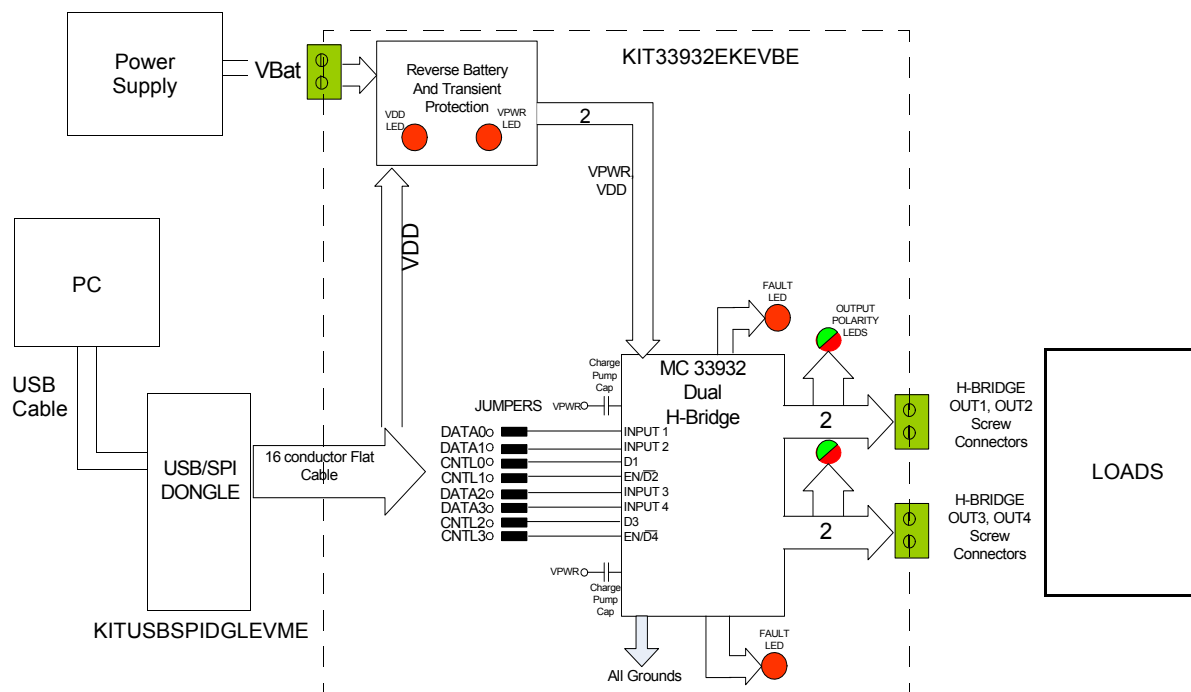 Power
Supply
VBat
Reverse Battery
And Transient
Protection
VDD
LED
VPWR
LED
KIT33932EKEVBE
2
VPWR,
VDD
VDD
PC
USB
Cable
USB/SPI
DONGLE
16 conductor Flat
Cable
KITUSBSPIDGLEVME
JUMPERS
DATA0
DATA1
CNTL0
CNTL1
DATA2
DATA3
CNTL2
CNTL3
Charge
Pump
Cap
VPWR
MC 33932
Dual
H-Bridge
INPUT 1
INPUT 2
D1
EN/D2
INPUT 3
INPUT 4
D3
EN/D4
VPWR
Charge
Pump
Cap
All Grounds
FAULT
LED
OUTPUT
POLARITY
LEDS
2
2
FAULT
LED
H-BRIDGE
OUT1, OUT2
Screw
Connectors
H-BRIDGE
OUT3, OUT4
Screw
Connectors
LOADS